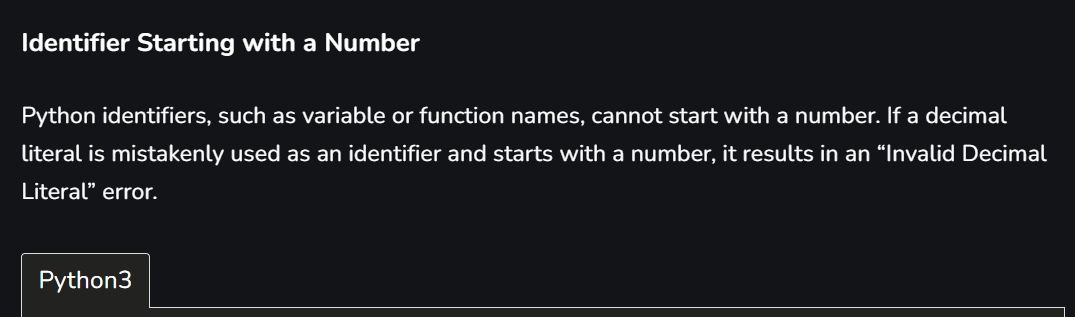 Identifier Starting with a Number
Python identifiers, such as variable or function names, cannot start with a number. If a decimal
literal is mistakenly used as an identifier and starts with a number, it results in an “Invalid Decimal
Literal” error.
Python3